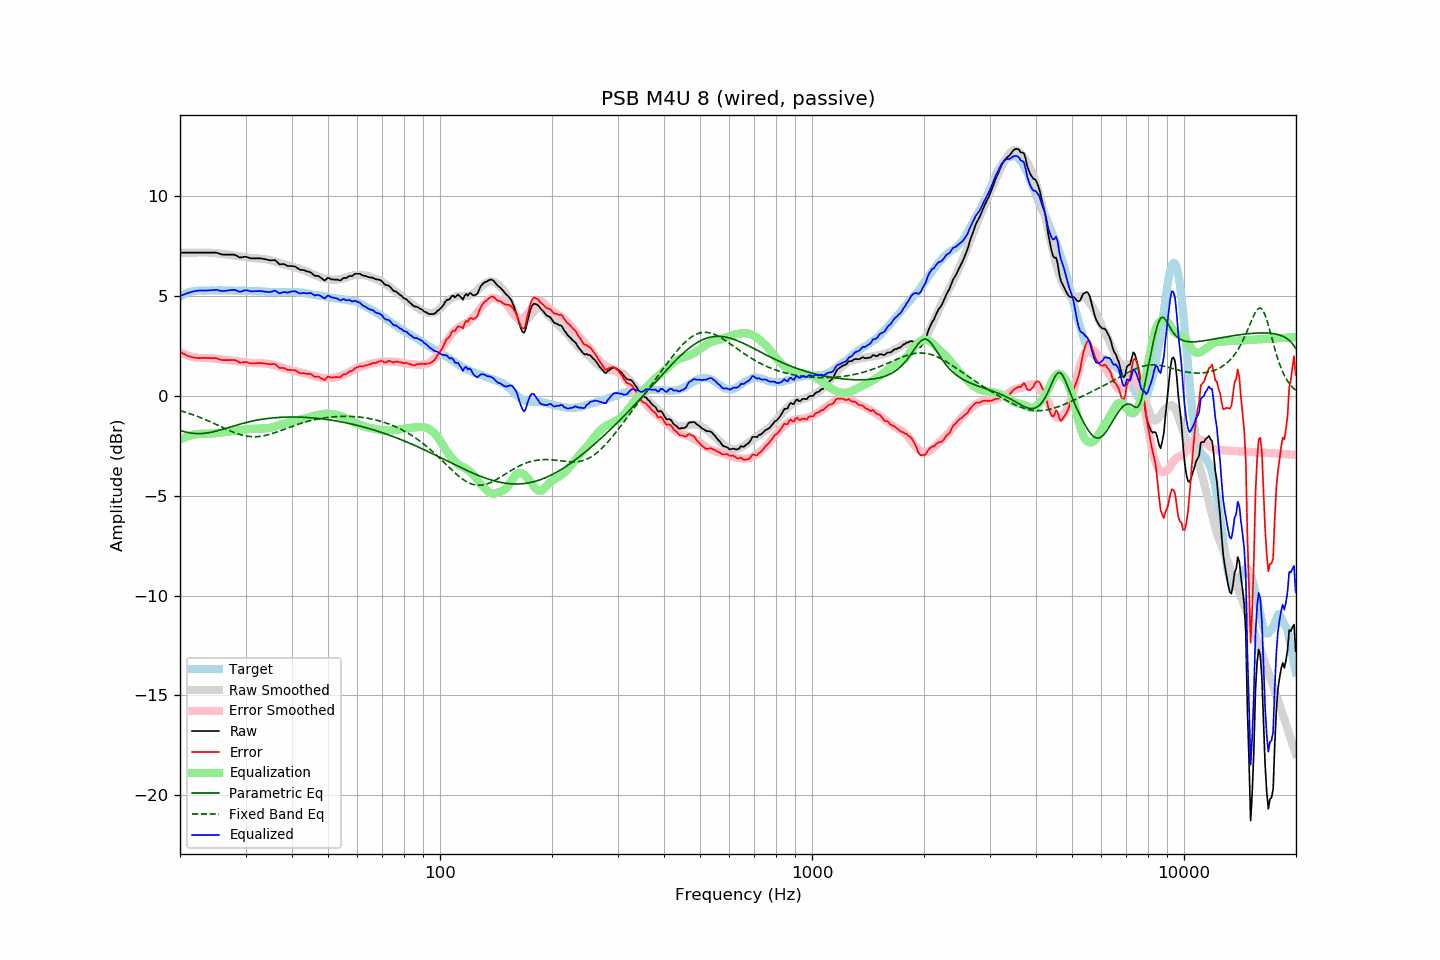 PSB M4U 8 (wired, passive)
Amplitude (dBr)
10
5
0
−5
−10
−15
−20
Target
Raw Smoothed
Error Smoothed
Raw
Error
Equalization
Parametric Eq
Fixed Band Eq
Equalized
100
1000
10000
Frequency (Hz)